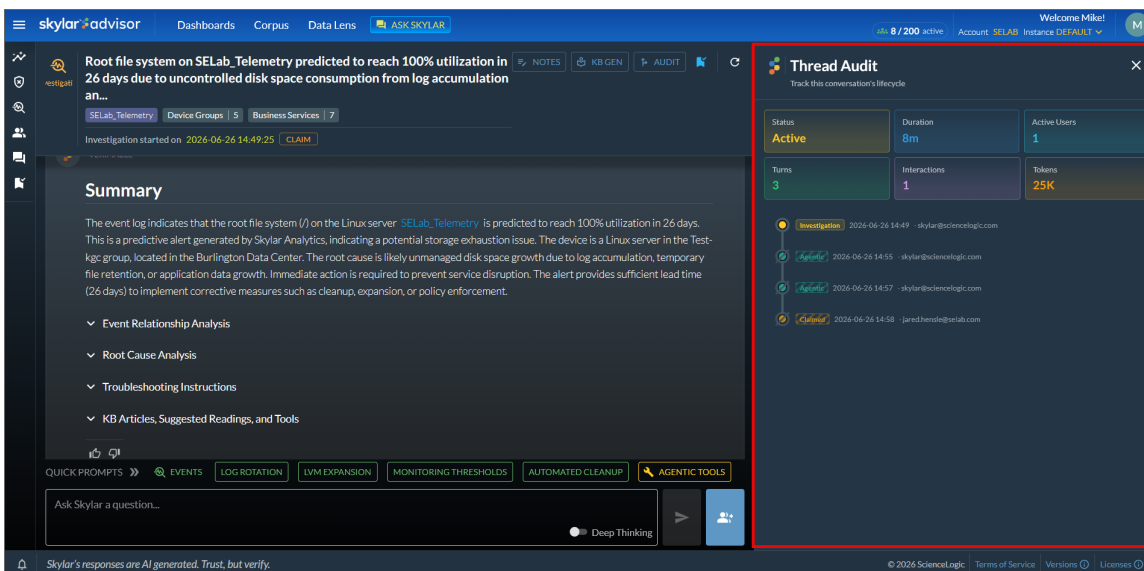 skylar advisor
Dashboards
Corpus
Data Lens
ASK SKYLAR
8 / 200 active
Welcome Mike!
Account SELAB Instance DEFAULT
M
Root file system on SELab_Telemetry predicted to reach 100% utilization in
26 days due to uncontrolled disk space consumption from log accumulation
an...
NOTES
KB GEN
AUDIT
SELab_Telemetry
Device Groups | 5
Business Services | 7
Investigation started on 2026-06-26 14:49:25
CLAIM
Summary
The event log indicates that the root file system (/) on the Linux server SELab_Telemetry is predicted to reach 100% utilization in 26 days.
This is a predictive alert generated by Skylar Analytics, indicating a potential storage exhaustion issue. The device is a Linux server in the Test-
kgc group, located in the Burlington Data Center. The root cause is likely unmanaged disk space growth due to log accumulation, temporary
file retention, or application data growth. Immediate action is required to prevent service disruption. The alert provides sufficient lead time
(26 days) to implement corrective measures such as cleanup, expansion, or policy enforcement.
Event Relationship Analysis
Root Cause Analysis
Troubleshooting Instructions
KB Articles, Suggested Readings, and Tools
QUICK PROMPTS
EVENTS
LOG ROTATION
LVM EXPANSION
MONITORING THRESHOLDS
AUTOMATED CLEANUP
AGENTIC TOOLS
Ask Skylar a question...
Deep Thinking
Thread Audit
Track this conversation's lifecycle
Status
Active
Duration
8m
Active Users
1
Turns
3
Interactions
1
Tokens
25K
Investigation 2026-06-26 14:49 - skylar@sciencelogic.com
Agentic 2026-06-26 14:55 - skylar@sciencelogic.com
Agentic 2026-06-26 14:57 - skylar@sciencelogic.com
Claimed 2026-06-26 14:58 - jared.hensle@selab.com
Skylar's responses are AI generated. Trust, but verify.
© 2026 ScienceLogic
Terms of Service
Versions
Licenses